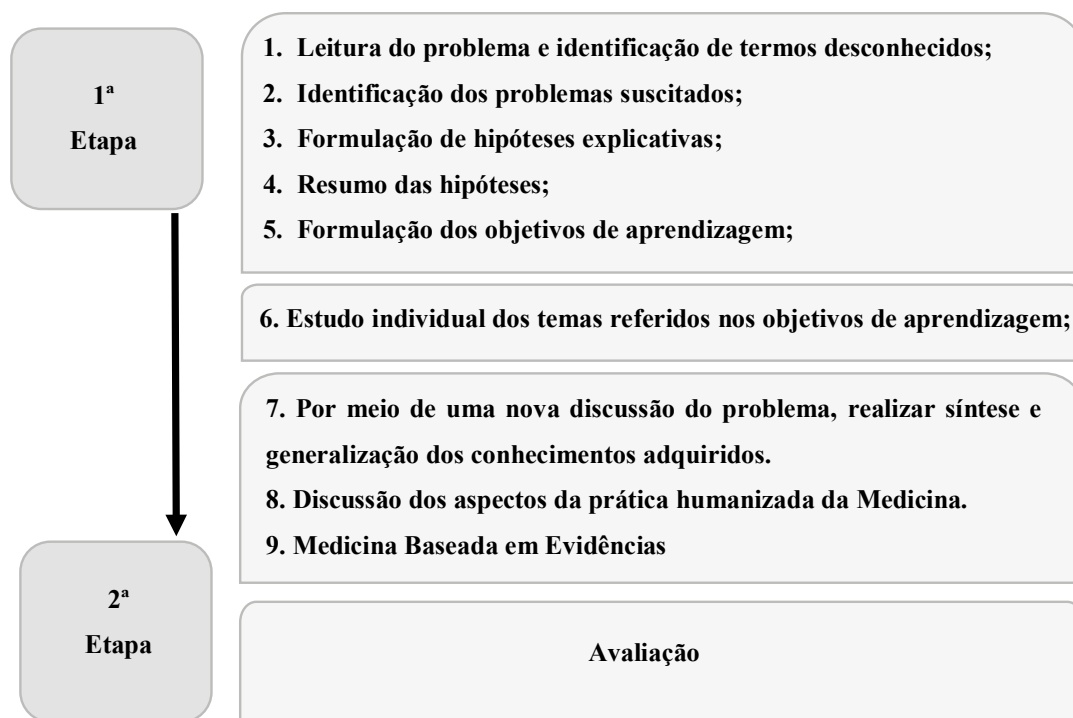 1ª
Etapa
1. Leitura do problema e identificação de termos desconhecidos;
2. Identificação dos problemas suscitados;
3. Formulação de hipóteses explicativas;
4. Resumo das hipóteses;
5. Formulação dos objetivos de aprendizagem;
6. Estudo individual dos temas referidos nos objetivos de aprendizagem;
7. Por meio de uma nova discussão do problema, realizar síntese e
generalização dos conhecimentos adquiridos.
8. Discussão dos aspectos da prática humanizada da Medicina.
9. Medicina Baseada em Evidências
2ª
Etapa
Avaliação